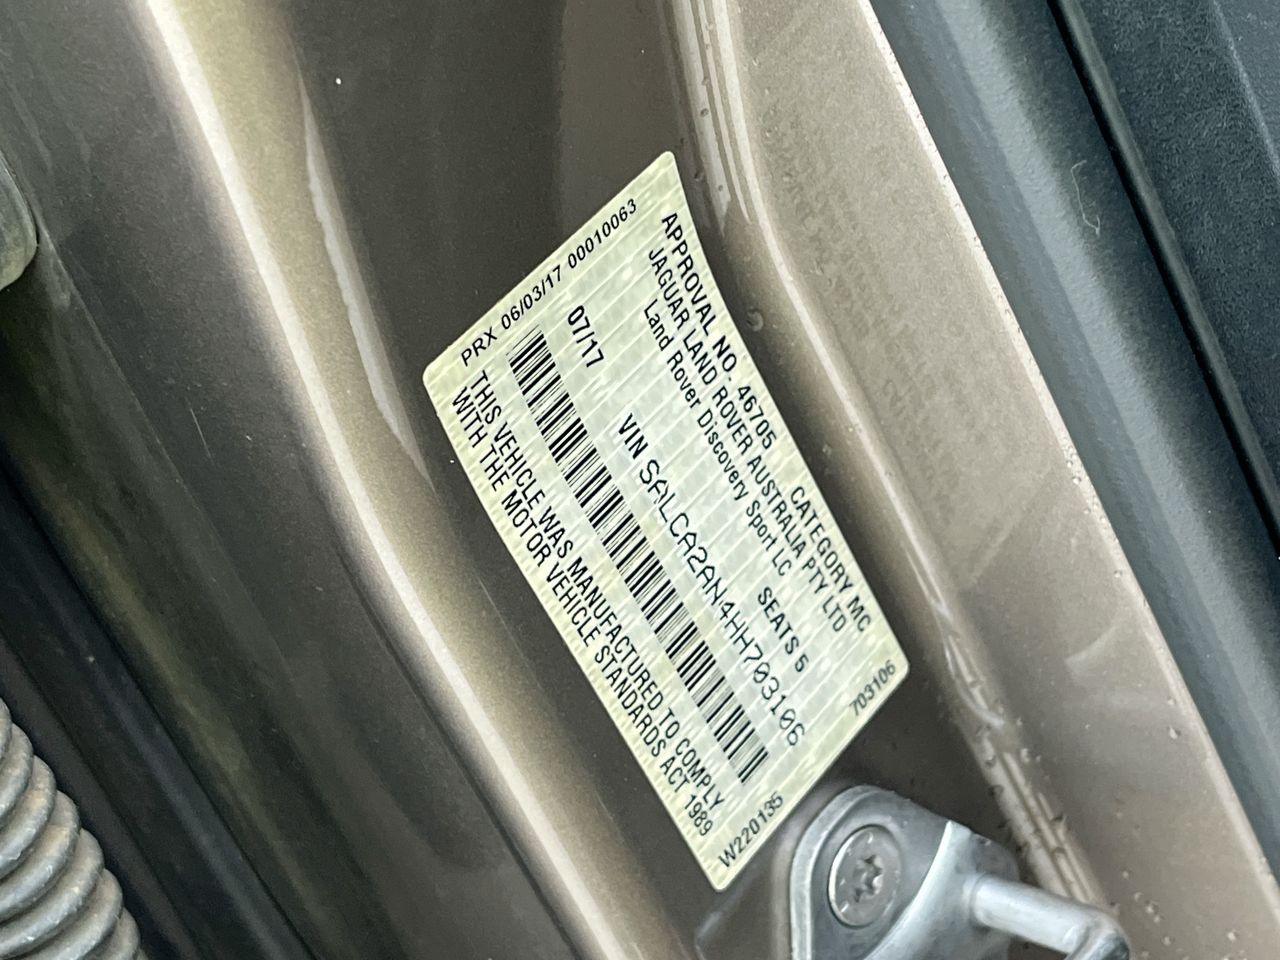 APPROVAL NO. 46705 CATEGORY MC
JAGUAR LAND ROVER AUSTRALIA PTY LTD
Land Rover Discovery Sport LC
07/17 VIN SALCA2AN4HH703106 SEATS 5
THIS VEHICLE WAS MANUFACTURED TO COMPLY
WITH THE MOTOR VEHICLE STANDARDS ACT 1989
PRX 06/03/17 00010063
703106
W220135